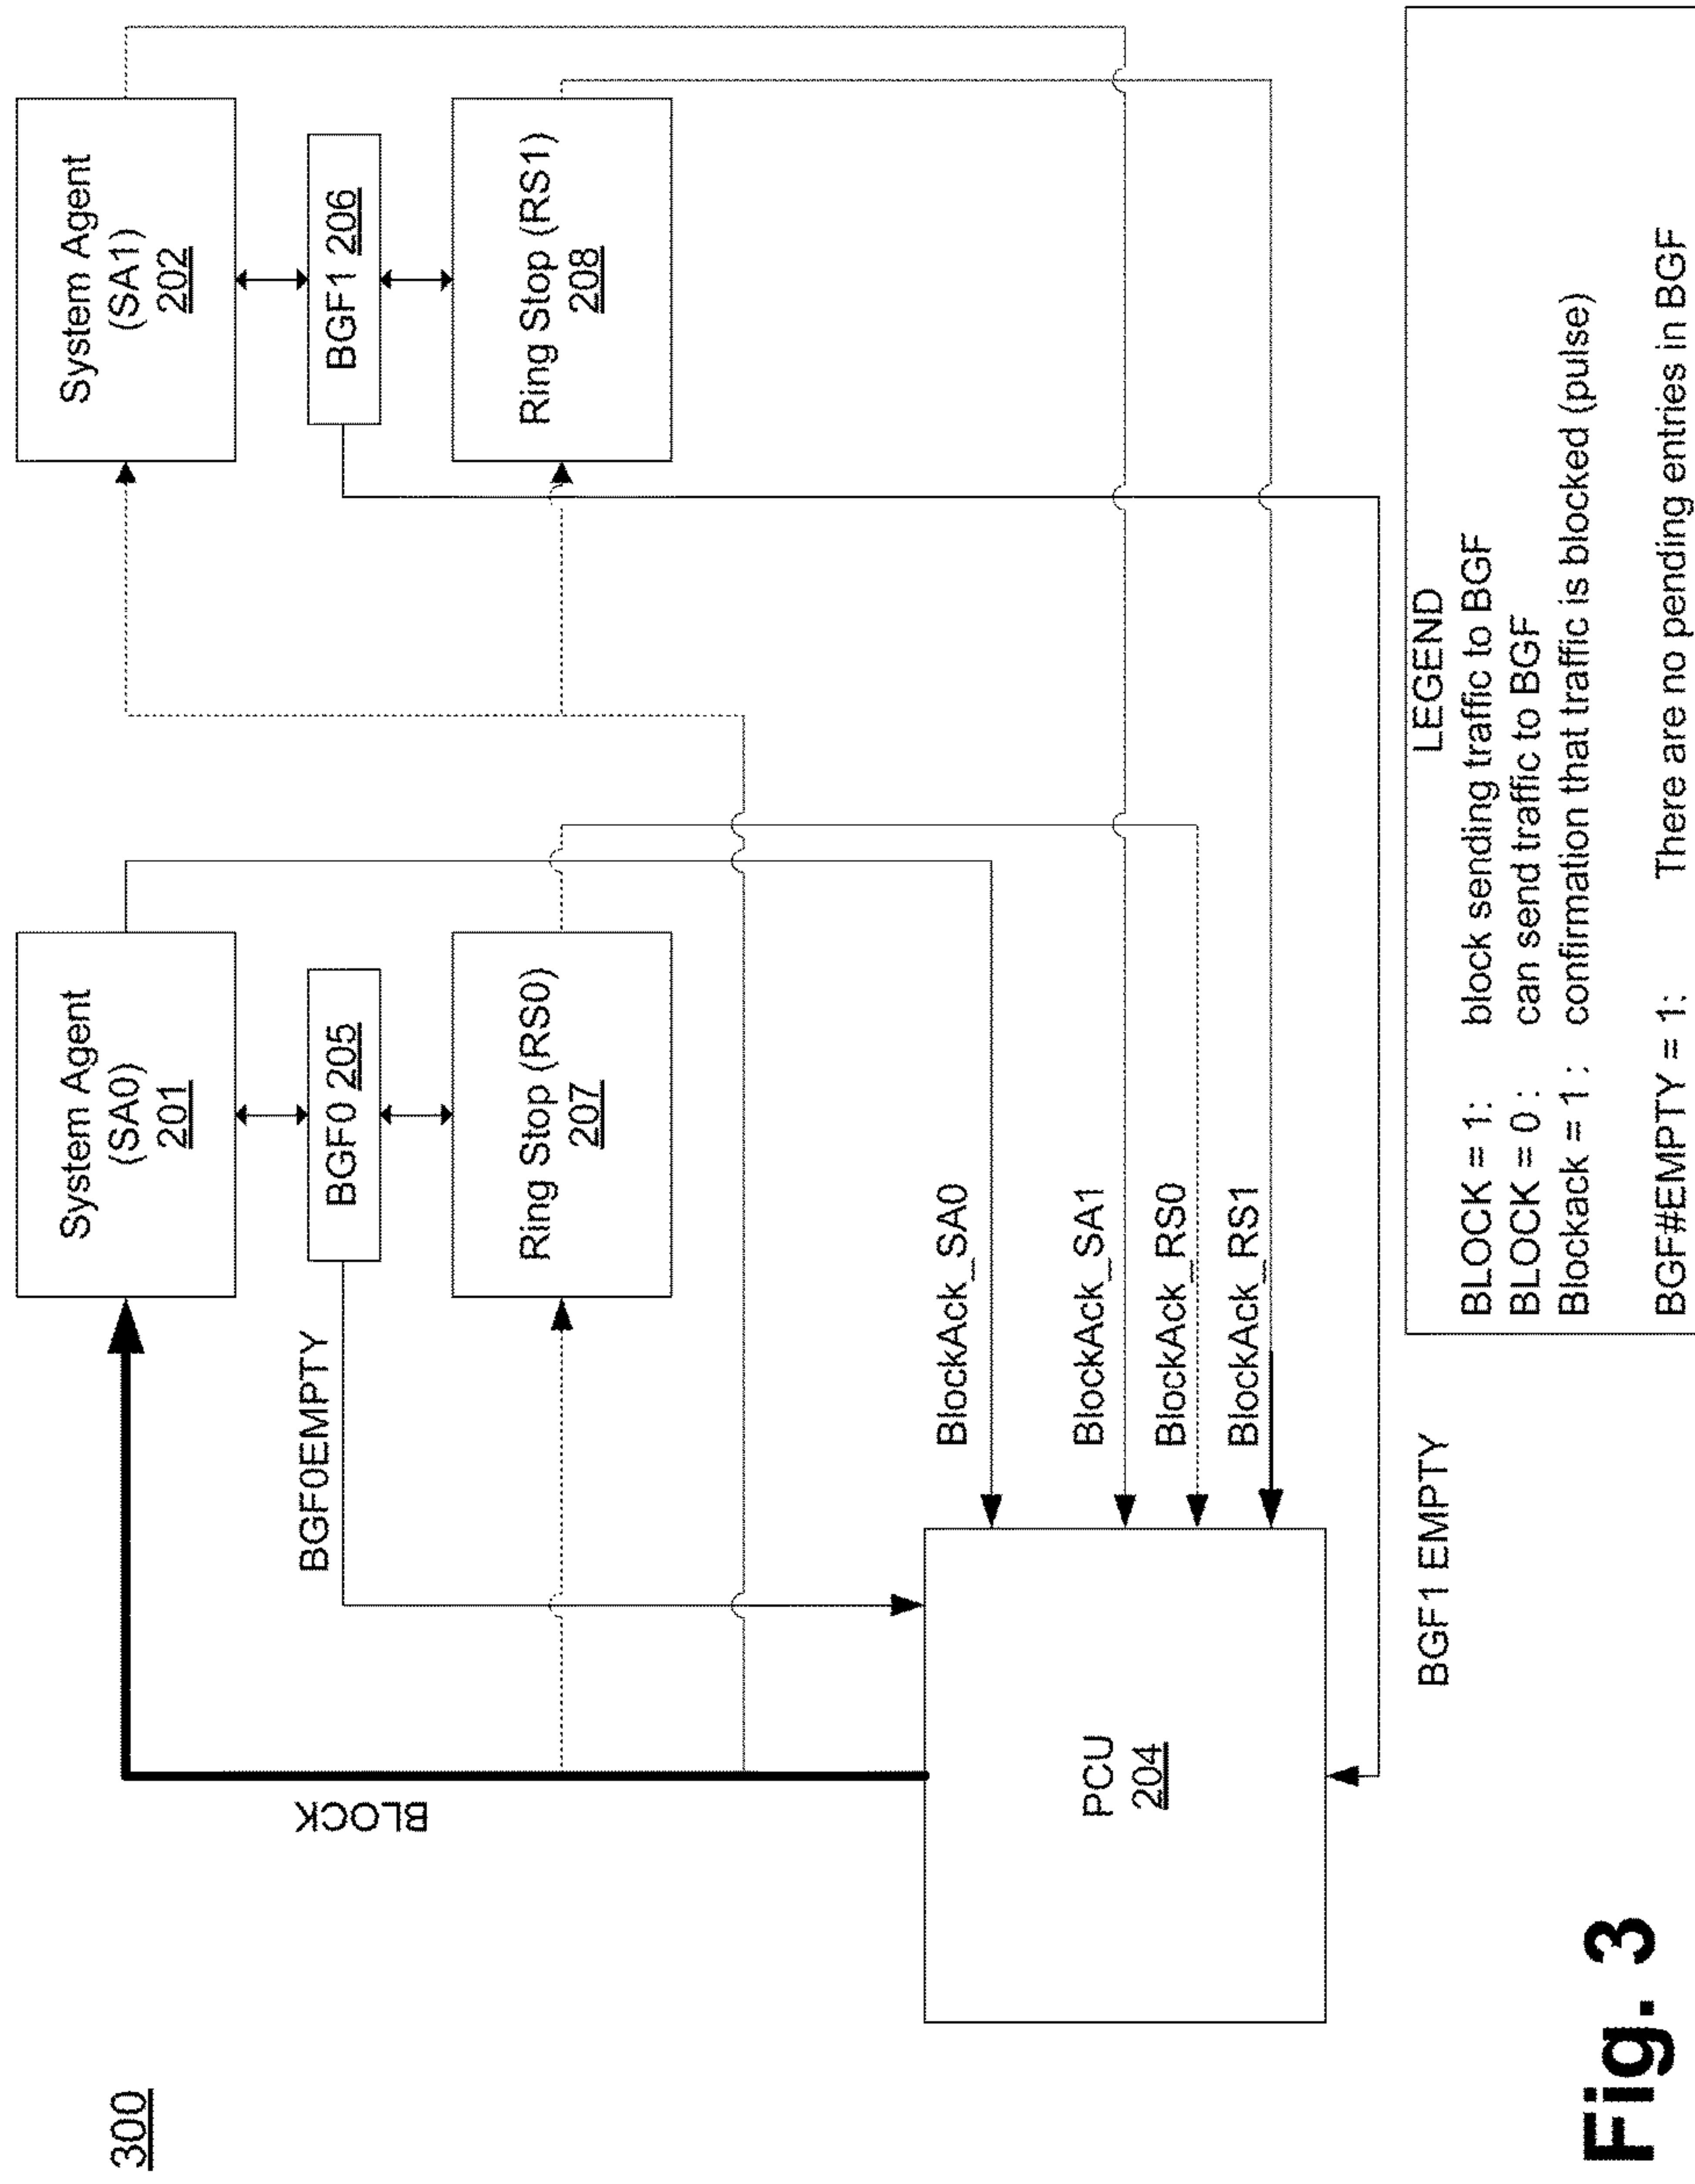 300
System Agent
(SA0)
201
System Agent
(SA1)
202
BGF0 205
BGF1 206
BGF0EMPTY
BLOCK
Ring Stop (RS0)
207
Ring Stop (RS1)
208
BlockAck_SA0
BlockAck_SA1
BlockAck_RS0
BlockAck_RS1
PCU
204
BGF1 EMPTY
LEGEND
BLOCK = 1: block sending traffic to BGF
BLOCK = 0 : can send traffic to BGF
Blockack = 1 : confirmation that traffic is blocked (pulse)
BGF#EMPTY = 1: There are no pending entries in BGF
Fig. 3